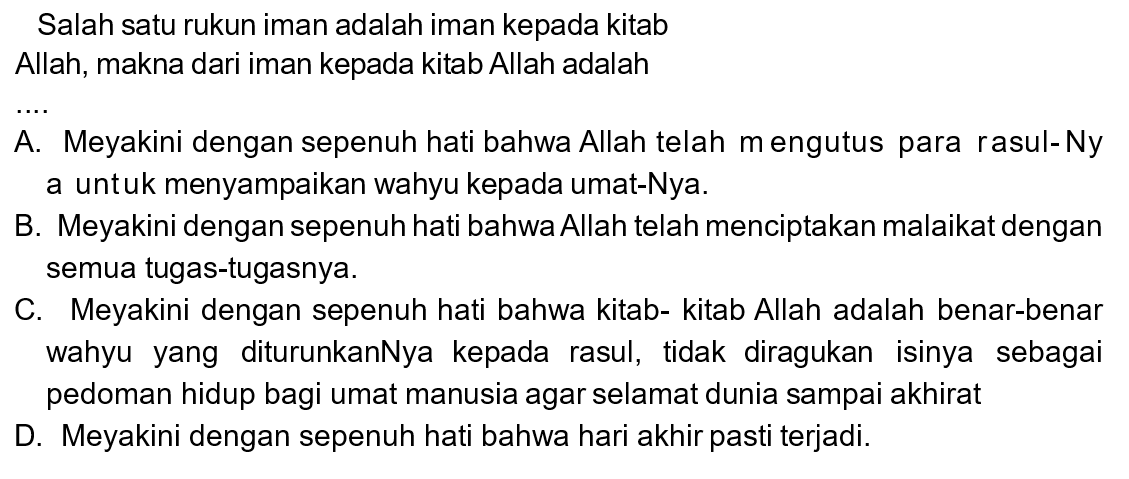 Salah satu rukun iman adalah iman kepada kitab
Allah, makna dari iman kepada kitab Allah adalah
....
A. Meyakini dengan sepenuh hati bahwa Allah telah mengutus para rasul-Ny
a untuk menyampaikan wahyu kepada umat-Nya.
B. Meyakini dengan sepenuh hati bahwa Allah telah menciptakan malaikat dengan
semua tugas-tugasnya.
C. Meyakini dengan sepenuh hati bahwa kitab- kitab Allah adalah benar-benar
wahyu yang diturunkanNya kepada rasul, tidak diragukan isinya sebagai
pedoman hidup bagi umat manusia agar selamat dunia sampai akhirat
D. Meyakini dengan sepenuh hati bahwa hari akhir pasti terjadi.